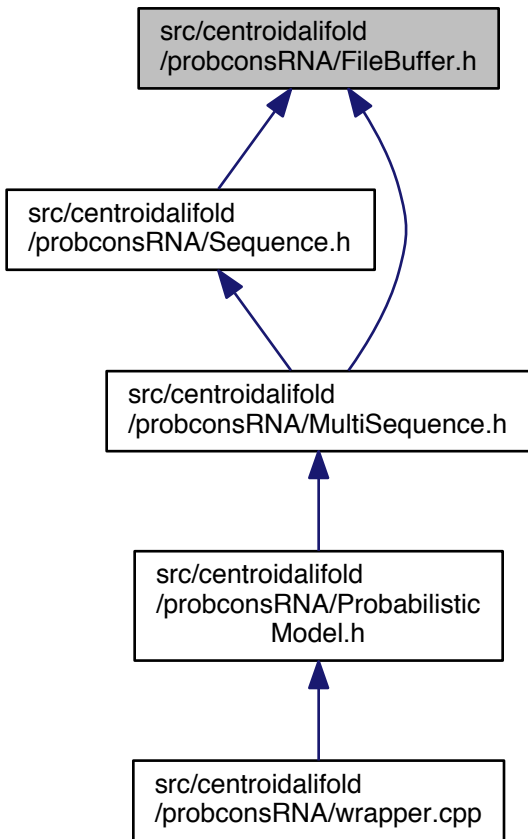 src/centroidalifold
/probconsRNA/FileBuffer.h
src/centroidalifold
/probconsRNA/Sequence.h
src/centroidalifold
/probconsRNA/MultiSequence.h
src/centroidalifold
/probconsRNA/Probabilistic
Model.h
src/centroidalifold
/probconsRNA/wrapper.cpp